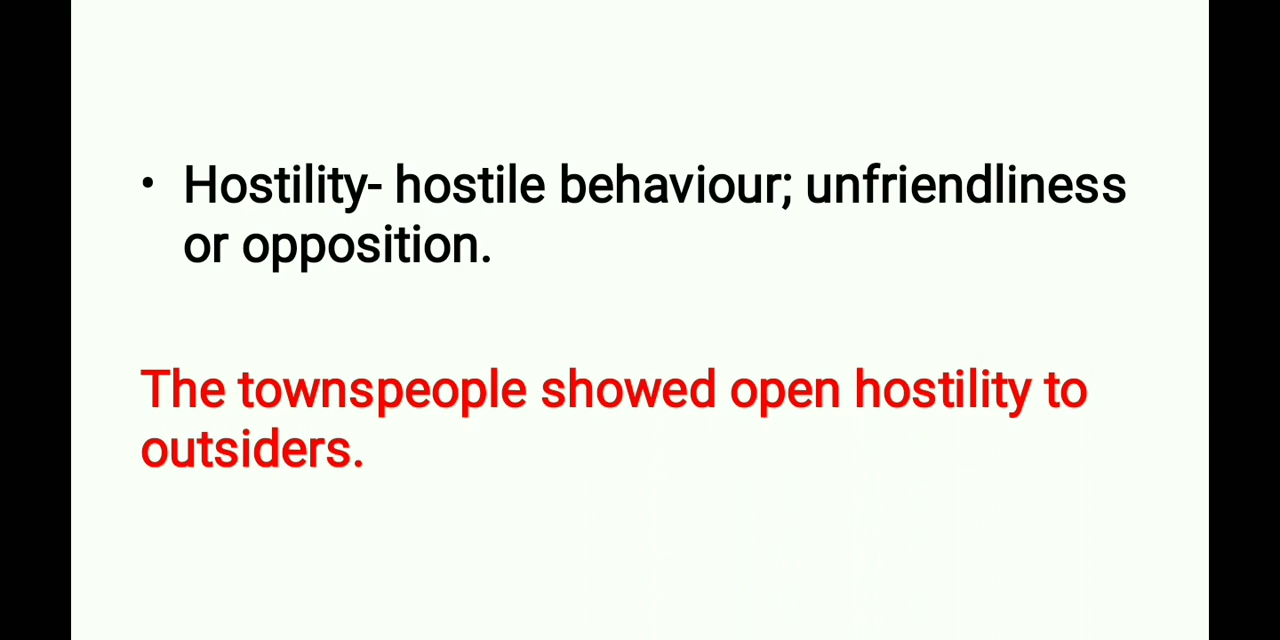 • Hostility- hostile behaviour; unfriendliness
or opposition.
The townspeople showed open hostility to
outsiders.